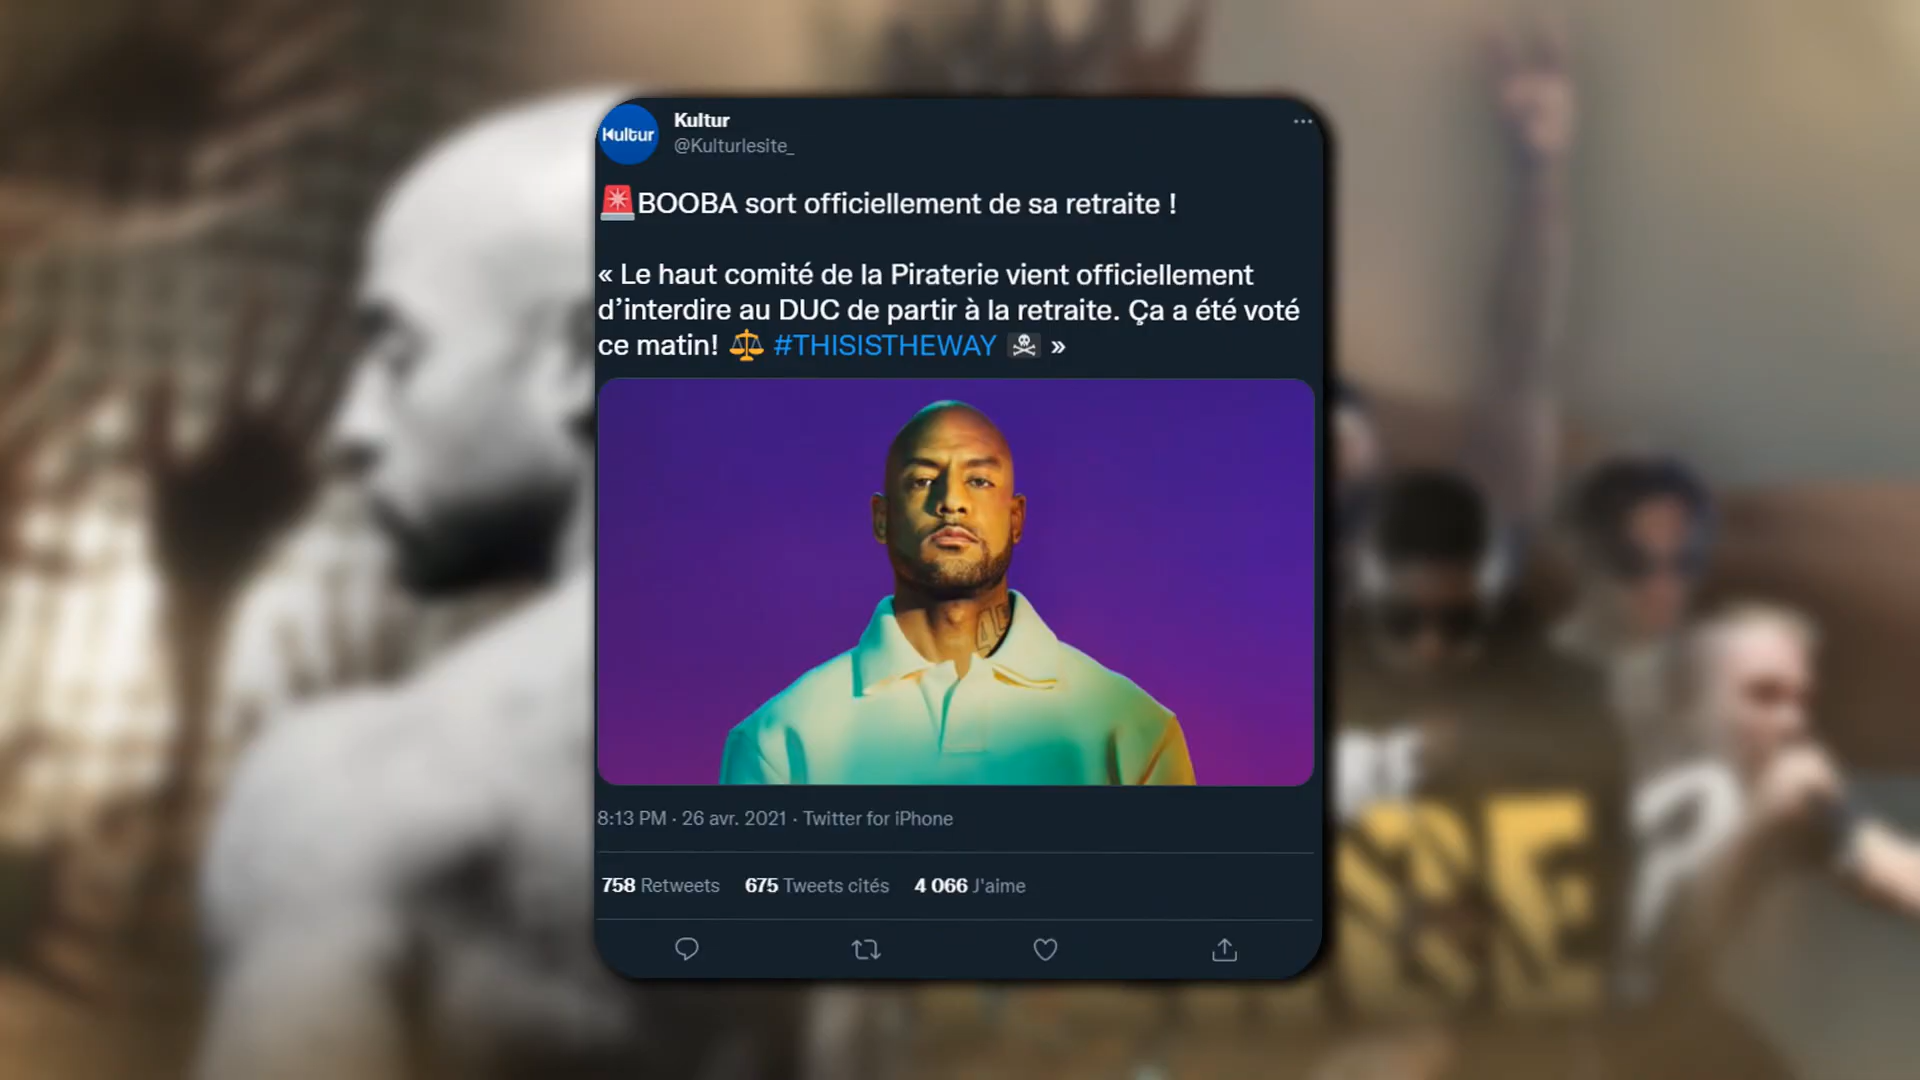 Kultur
Kultur
@Kulturlesite_
🚨BOOBA sort officiellement de sa retraite !
« Le haut comité de la Piraterie vient officiellement
d’interdire au DUC de partir à la retraite. Ça a été voté
ce matin! ⚖️ #THISISTHEWAY ☠️ »
8:13 PM · 26 avr. 2021 · Twitter for iPhone
758 Retweets 675 Tweets cités 4 066 J'aime